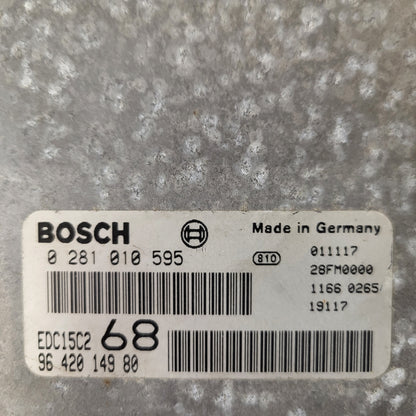 BOSCH Made in Germany
0 281 010 595 810 011117
28FM0000
1166 0265
19117
EDC15C2 68
96 420 149 80